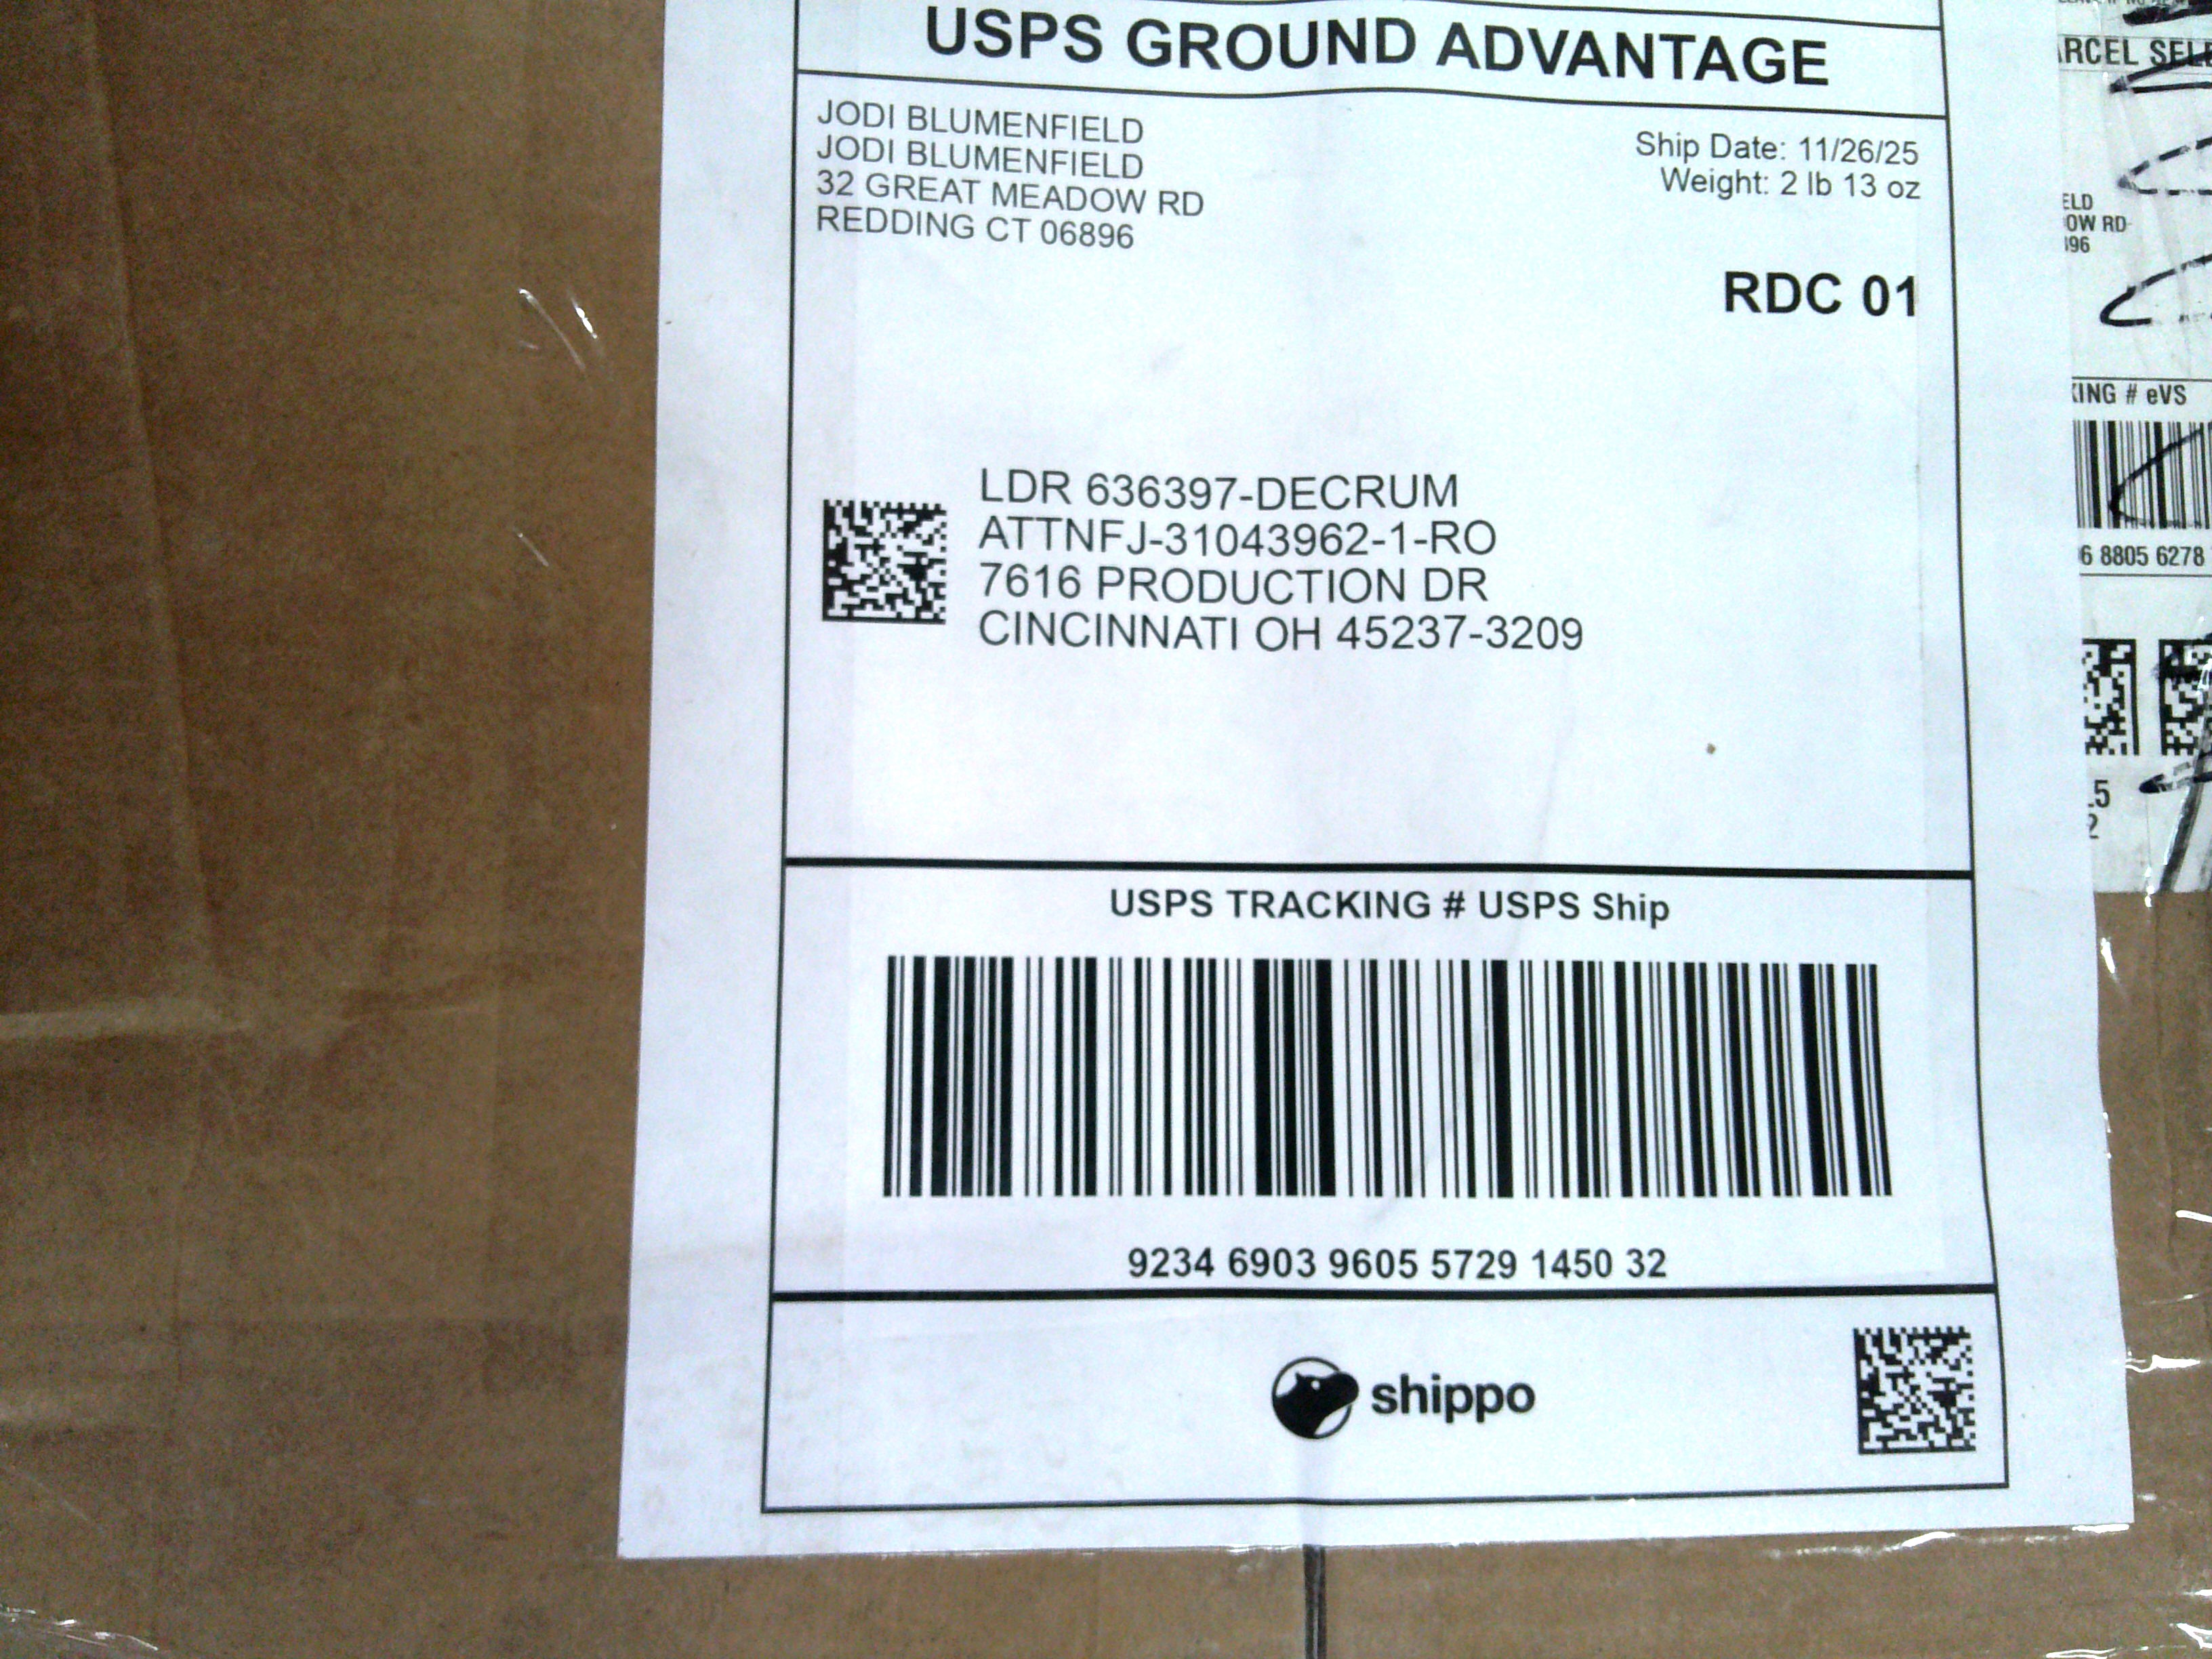 USPS GROUND ADVANTAGE
JODI BLUMENFIELD
JODI BLUMENFIELD
32 GREAT MEADOW RD
REDDING CT 06896
Ship Date: 11/26/25
Weight: 2 lb 13 oz
RDC 01
LDR 636397-DECRUM
ATTNFJ-31043962-1-RO
7616 PRODUCTION DR
CINCINNATI OH 45237-3209
USPS TRACKING # USPS Ship
9234 6903 9605 5729 1450 32
shippo
ARCEL SELE
ELD
OW RD
896
KING # eVS
6 8805 6278